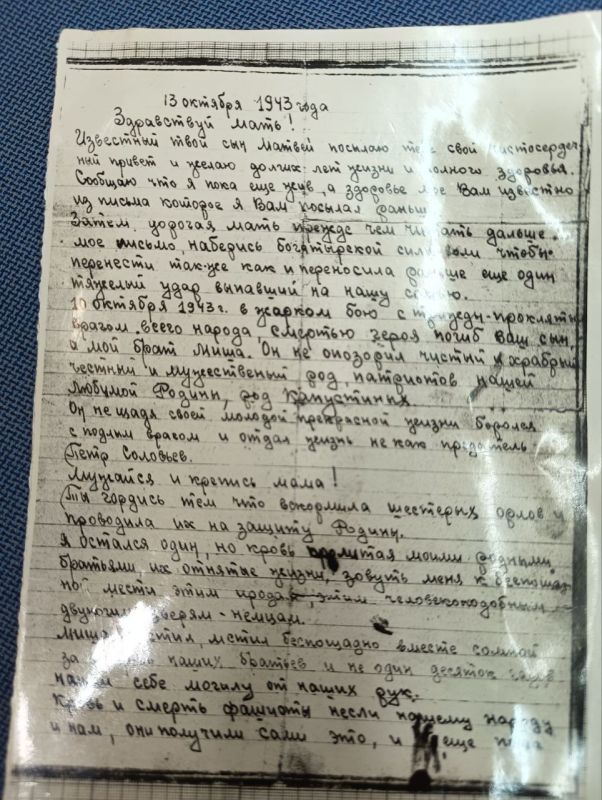 13 октября 1943 года
Здравствуй мать!
Известный твой сын Матвей посылаю тебе свой чистосердеч
ный привет и желаю долгих лет жизни и полного здоровья.
Сообщаю что я пока еще жив, а здоровье мое Вам известно
из письма которое я Вам посылал раньше
Затем, дорогая мать прежде чем читать дальше
мое письмо, наберись богатырской силы воли чтобы
перенести так-же как и переносила раньше еще один
тяжелый удар выпавший на нашу семью.
10 октября 1943 г. в жарком бою с трижды-проклятым
врагом всего народа, смертью героя погиб Ваш сын,
а мой брат Миша. Он не опозорил чистый и храбрый
честный и мужественый род, патриотов нашей
любимой Родины, род Капустиных
Он не щадя своей молодой прекрасной жизни боролся
с подлым врагом и отдал жизнь не как предатель
Петр Соловьев.
Мужайся и крепись мама!
(Ты гордись тем что вскормила шестерых орлов и
проводила их на защиту Родины.
Я остался один, но кровь пролитая моими родными
братьями, их отнятые жизни, зовут меня к беспощад
ной мести этим этим человекоподобным
двуногим зверям - немцам.
Миша мстил, мстил беспощадно вместе сомной
за наших братьев и не один десяток
нашли себе могилу от наших рук.
Кровь и смерть фашисты несли нашему народу
и нам, они получили сами это, и еще